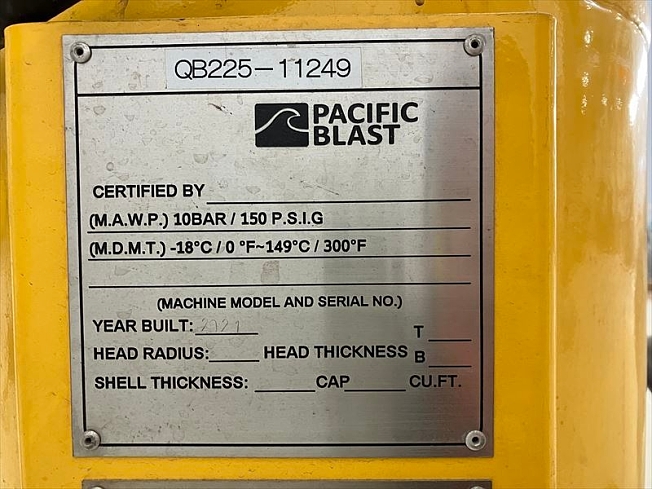 QB225-11249
PACIFIC
BLAST
CERTIFIED BY
(M.A.W.P.) 10BAR / 150 P.S.I.G
(M.D.M.T.) -18°C / 0 °F~149°C / 300°F
(MACHINE MODEL AND SERIAL NO.)
YEAR BUILT: 2021
HEAD RADIUS: HEAD THICKNESS T B
SHELL THICKNESS: CAP CU.FT.